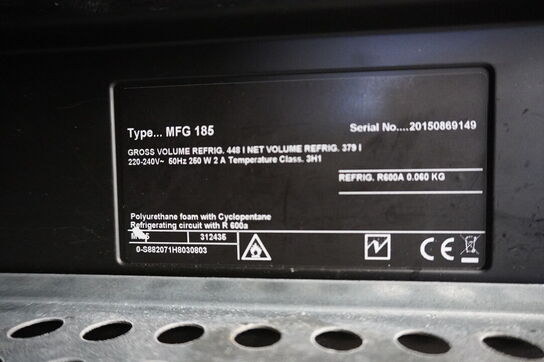 Type... MFG 185
Serial No....20150869149
GROSS VOLUME REFRIG. 448 l NET VOLUME REFRIG. 379 l
220-240V~ 50Hz 250 W 2 A Temperature Class. 3H1
REFRIG. R600A 0.060 KG
Polyurethane foam with Cyclopentane
Refrigerating circuit with R 600a
312435
0-S882071H8030803
CE